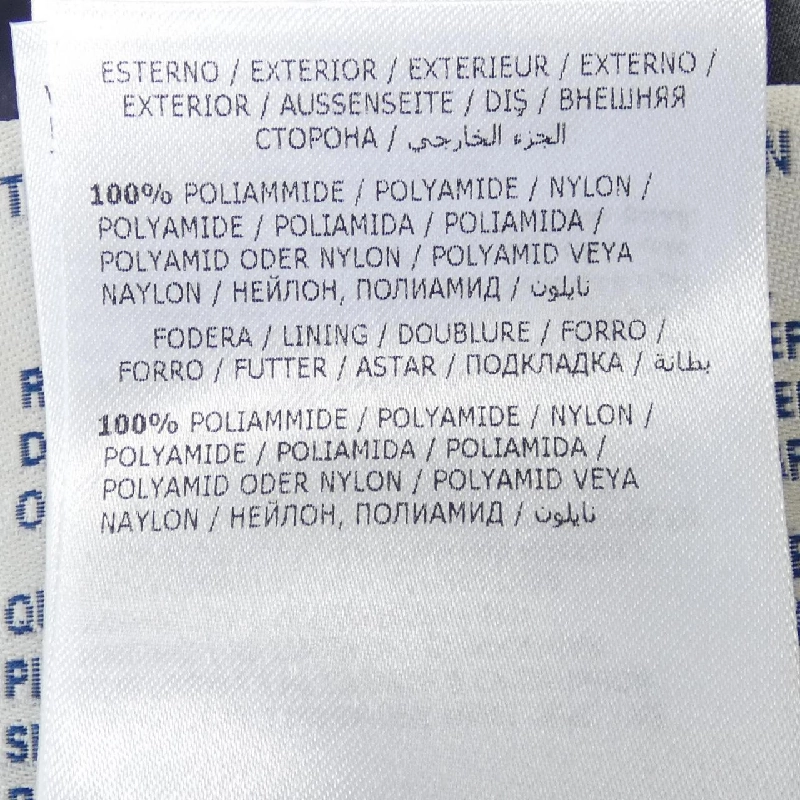 ESTERNO / EXTERIOR / EXTERIEUR / EXTERNO /
EXTERIOR / AUSSENSEITE / DIŞ / ВНЕШНЯЯ
СТОРОНА / الجزء الخارجي
100% POLIAMMIDE / POLYAMIDE / NYLON /
POLYAMIDE / POLIAMIDA / POLIAMIDA /
POLYAMID ODER NYLON / POLYAMID VEYA
NAYLON / НЕЙЛОН, ПОЛИАМИД / نايلون
FODERA / LINING / DOUBLURE / FORRO /
FORRO / FUTTER / ASTAR / ПОДКЛАДКА / بطانة
100% POLIAMMIDE / POLYAMIDE / NYLON /
POLYAMIDE / POLIAMIDA / POLIAMIDA /
POLYAMID ODER NYLON / POLYAMID VEYA
NAYLON / НЕЙЛОН, ПОЛИАМИД / نايلون